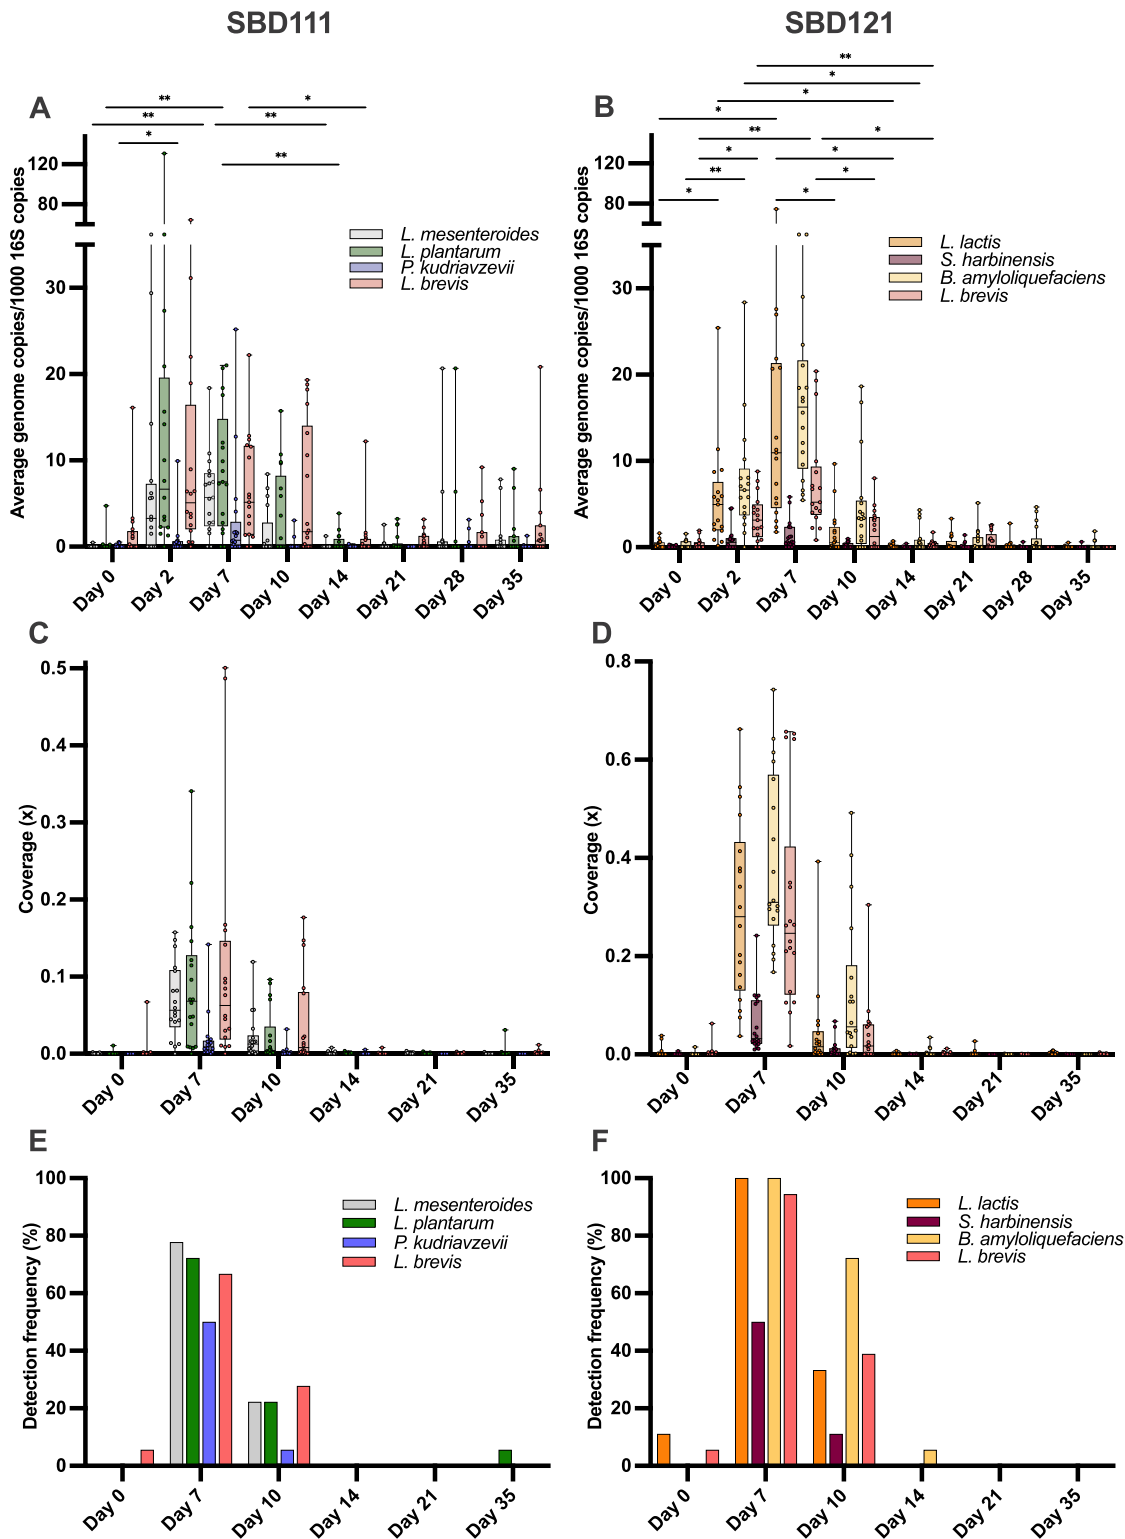 SBD111
SBD121
A
** * ** ** * **
Average genome copies/1000 16S copies
120
80
30
20
10
0
L. mesenteroides
L. plantarum
P. kudriavzevii
L. brevis
Day 0 Day 2 Day 7 Day 10 Day 14 Day 21 Day 28 Day 35
B
** * * * ** * * * ** * * *
Average genome copies/1000 16S copies
120
80
30
20
10
0
L. lactis
S. harbinensis
B. amyloliquefaciens
L. brevis
Day 0 Day 2 Day 7 Day 10 Day 14 Day 21 Day 28 Day 35
C
Coverage (x)
0.5
0.4
0.3
0.2
0.1
0.0
Day 0 Day 7 Day 10 Day 14 Day 21 Day 35
D
Coverage (x)
0.8
0.6
0.4
0.2
0.0
Day 0 Day 7 Day 10 Day 14 Day 21 Day 35
E
Detection frequency (%)
100
80
60
40
20
0
L. mesenteroides
L. plantarum
P. kudriavzevii
L. brevis
Day 0 Day 7 Day 10 Day 14 Day 21 Day 35
F
Detection frequency (%)
100
80
60
40
20
0
L. lactis
S. harbinensis
B. amyloliquefaciens
L. brevis
Day 0 Day 7 Day 10 Day 14 Day 21 Day 35